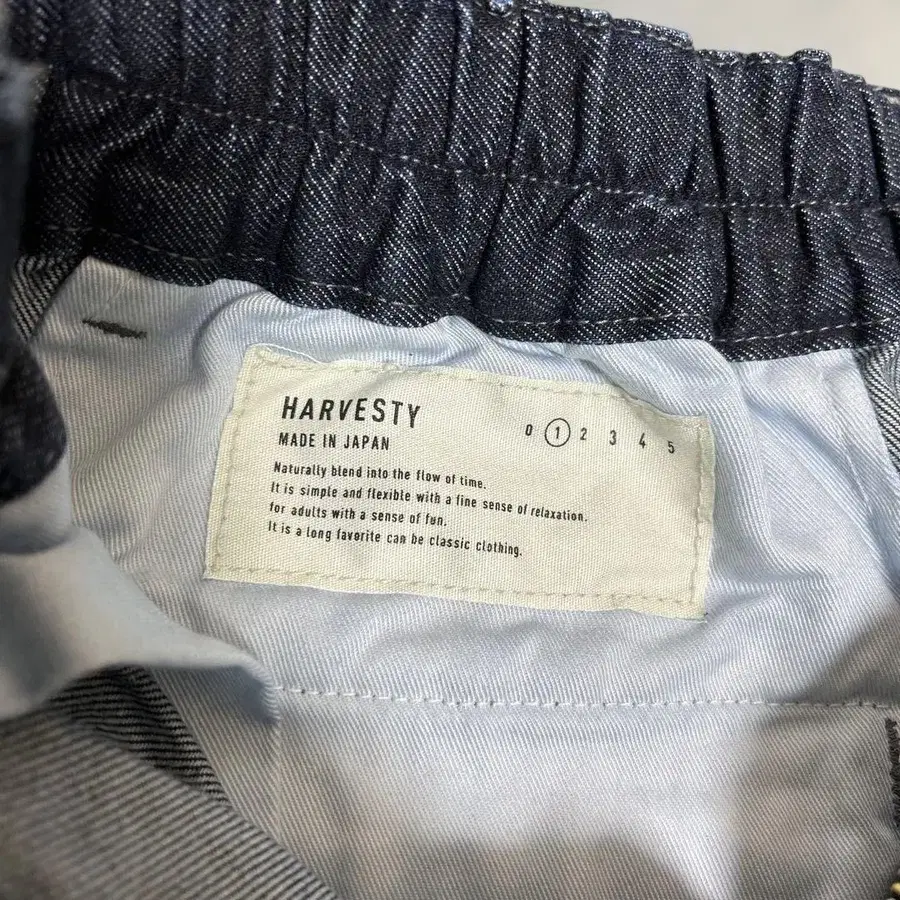 HARVESTY
MADE IN JAPAN
0 1 2 3 4 5
Naturally blend into the flow of time.
It is simple and flexible with a fine sense of relaxation.
for adults with a sense of fun.
It is a long favorite can be classic clothing.